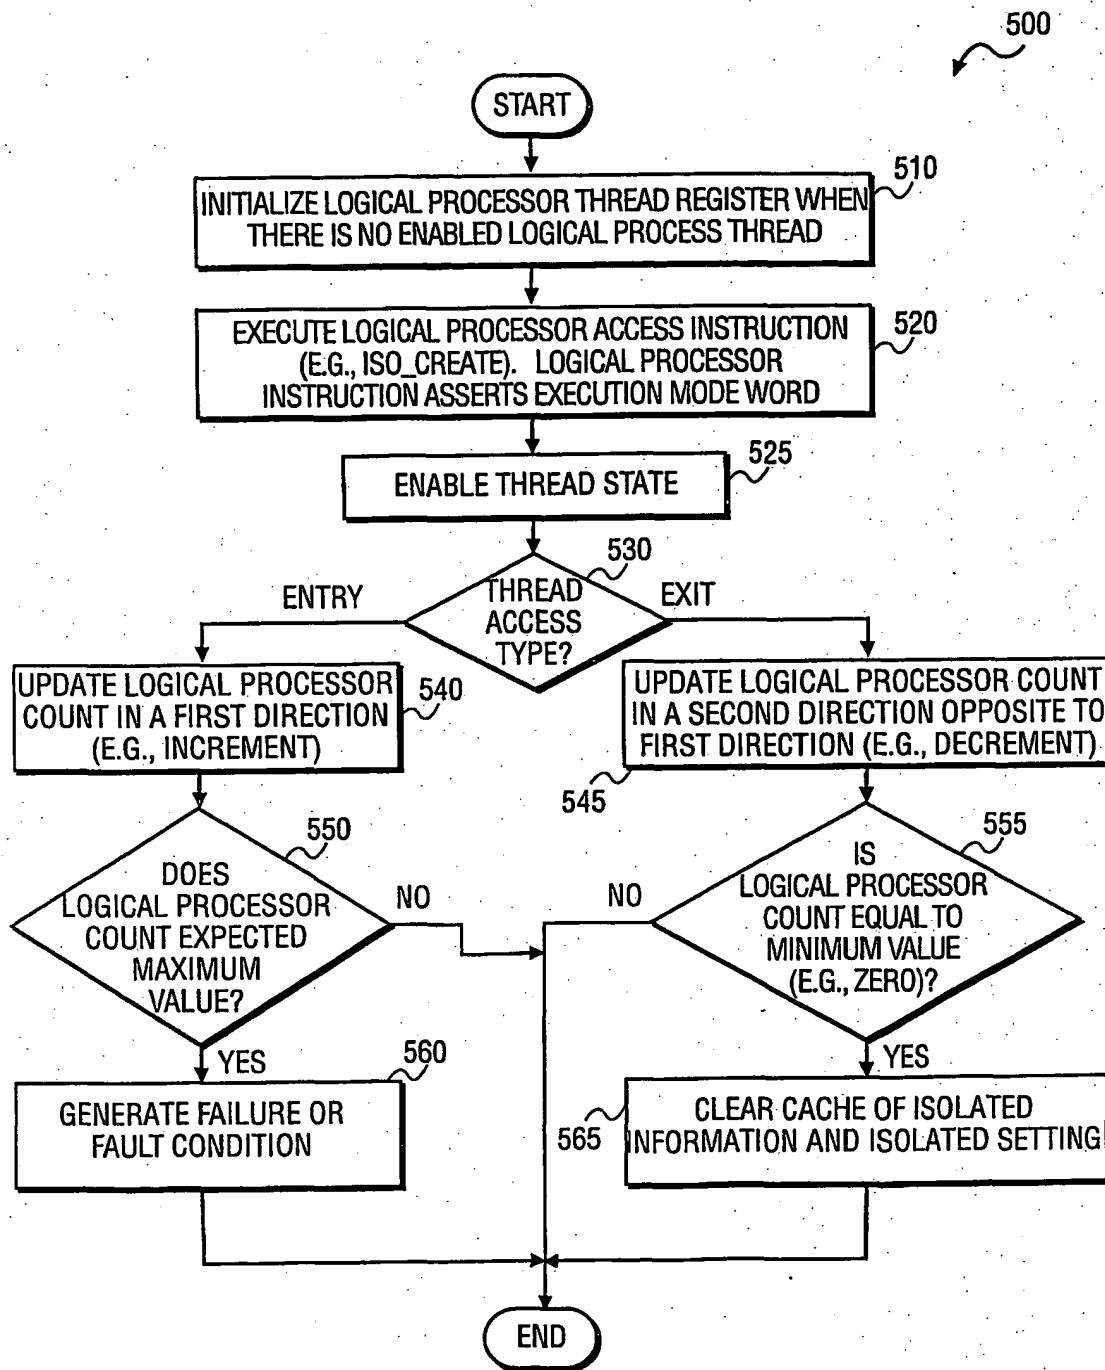 500
START
510
INITIALIZE LOGICAL PROCESSOR THREAD REGISTER WHEN
THERE IS NO ENABLED LOGICAL PROCESS THREAD
EXECUTE LOGICAL PROCESSOR ACCESS INSTRUCTION
(E.G., ISO_CREATE). LOGICAL PROCESSOR
INSTRUCTION ASSERTS EXECUTION MODE WORD
520
ENABLE THREAD STATE
525
530
THREAD
ACCESS
TYPE?
ENTRY
EXIT
UPDATE LOGICAL PROCESSOR
COUNT IN A FIRST DIRECTION
(E.G., INCREMENT)
540
UPDATE LOGICAL PROCESSOR COUNT
IN A SECOND DIRECTION OPPOSITE TO
FIRST DIRECTION (E.G., DECREMENT)
545
550
DOES
LOGICAL PROCESSOR
COUNT EXPECTED
MAXIMUM
VALUE?
NO
YES
555
IS
LOGICAL PROCESSOR
COUNT EQUAL TO
MINIMUM VALUE
(E.G., ZERO)?
NO
YES
560
GENERATE FAILURE OR
FAULT CONDITION
565
CLEAR CACHE OF ISOLATED
INFORMATION AND ISOLATED SETTING
END